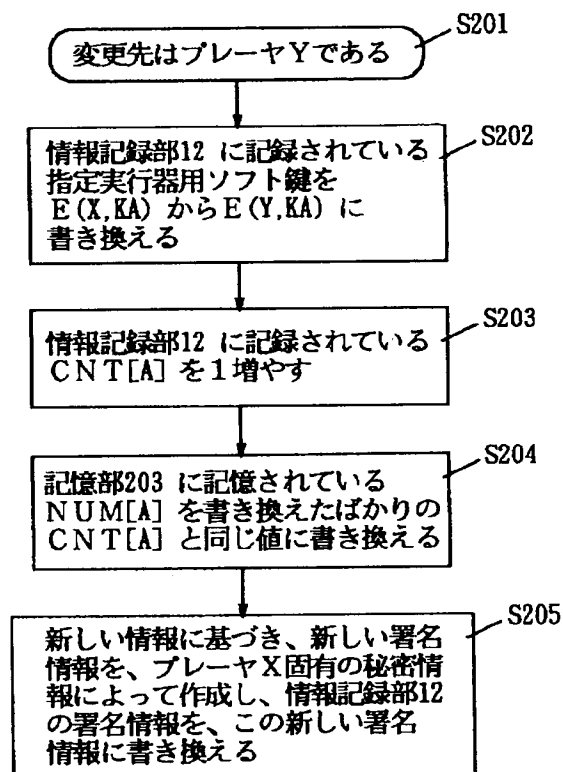 S201
変更先はプレーヤYである
S202
情報記録部12 に記録されている
指定実行器用ソフト鍵を
E(X,KA) からE(Y,KA) に
書き換える
S203
情報記録部12 に記録されている
CNT[A] を1増やす
S204
記憶部203 に記憶されている
NUM[A] を書き換えたばかりの
CNT[A] と同じ値に書き換える
S205
新しい情報に基づき、新しい署名
情報を、プレーヤX固有の秘密情
報によって作成し、情報記録部12
の署名情報を、この新しい署名
情報に書き換える